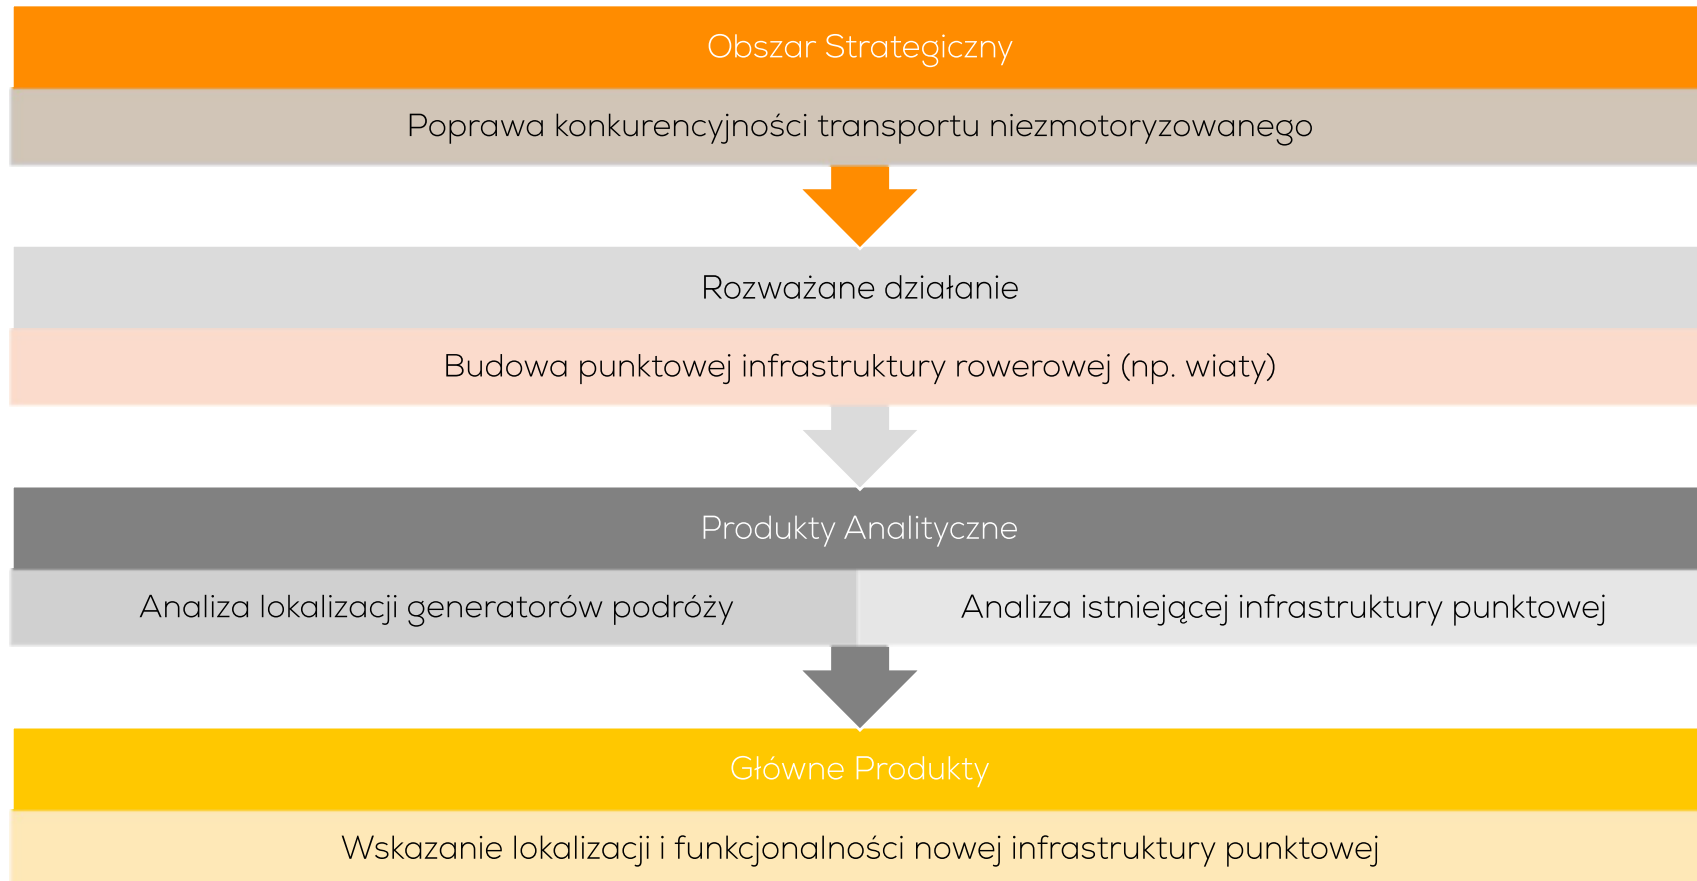 Obszar Strategiczny
Poprawa konkurencyjności transportu niezmotoryzowanego
Rozważane działanie
Budowa punktowej infrastruktury rowerowej (np. wiaty)
Produkty Analityczne
Analiza lokalizacji generatorów podróży
Analiza istniejącej infrastruktury punktowej
Główne Produkty
Wskazanie lokalizacji i funkcjonalności nowej infrastruktury punktowej